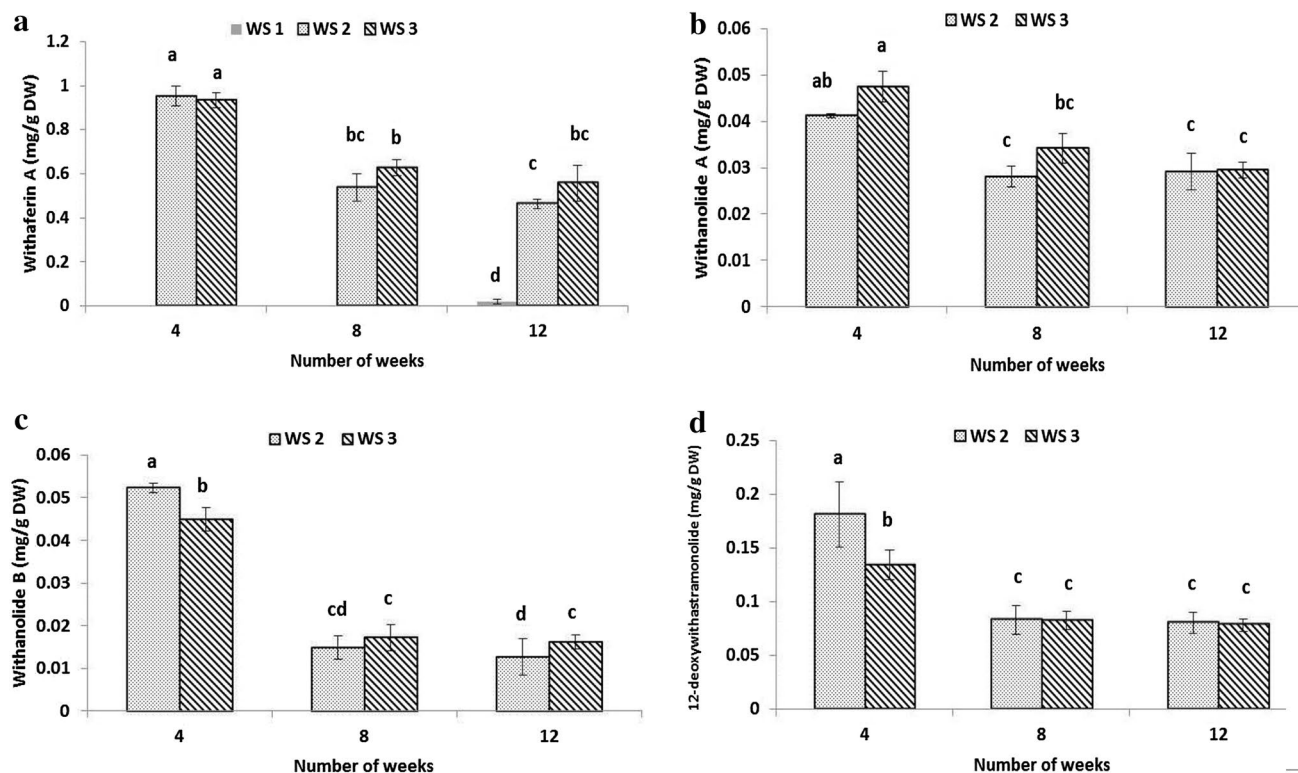 a
WS 1 WS 2 WS 3
Withaferin A (mg/g DW)
1.2
1
0.8
0.6
0.4
0.2
0
a a
bc b
d c bc
4 8 12
Number of weeks
b
WS 2 WS 3
Withanolide A (mg/g DW)
0.06
0.05
0.04
0.03
0.02
0.01
0
ab a
c bc
c c
4 8 12
Number of weeks
c
WS 2 WS 3
Withanolide B (mg/g DW)
0.06
0.05
0.04
0.03
0.02
0.01
0
a b
cd c
d c
4 8 12
Number of weeks
d
WS 2 WS 3
12-deoxywithastramonolide (mg/g DW)
0.25
0.2
0.15
0.1
0.05
0
a b
c c
c c
4 8 12
Number of weeks